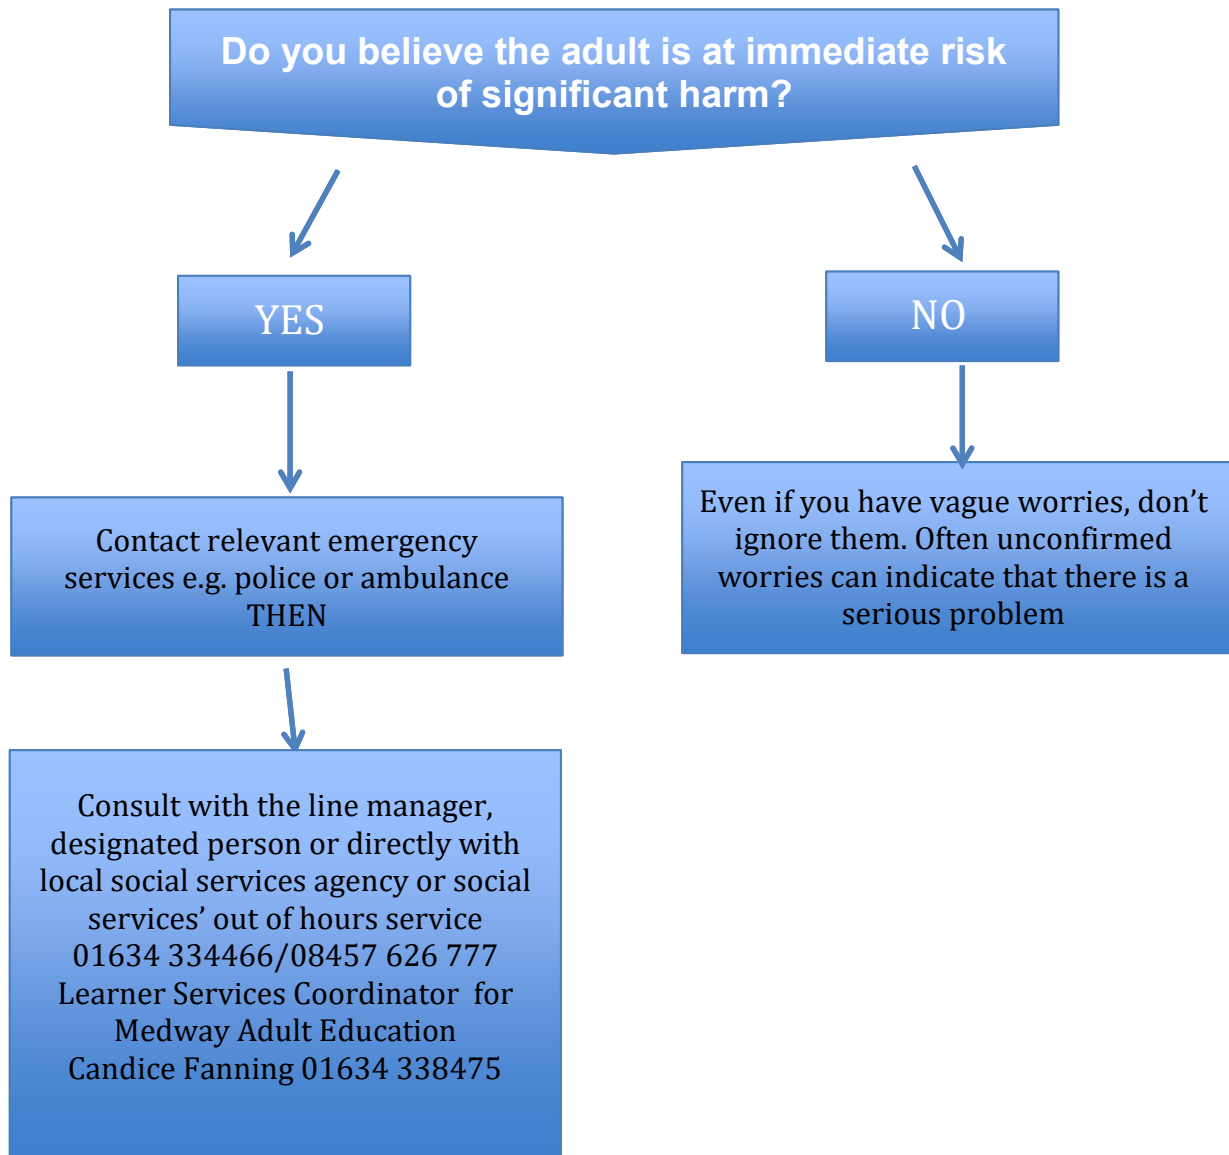 Do you believe the adult is at immediate risk
of significant harm?
YES
NO
Contact relevant emergency
services e.g. police or ambulance
THEN
Even if you have vague worries, don’t
ignore them. Often unconfirmed
worries can indicate that there is a
serious problem
Consult with the line manager,
designated person or directly with
local social services agency or social
services’ out of hours service
01634 334466/08457 626 777
Learner Services Coordinator  for
Medway Adult Education
Candice Fanning 01634 338475